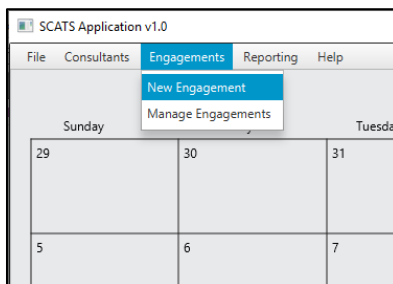 SCATS Application v1.0
File Consultants Engagements Reporting Help
New Engagement
Manage Engagements
Sunday Tuesda
29 30 31
5 6 7